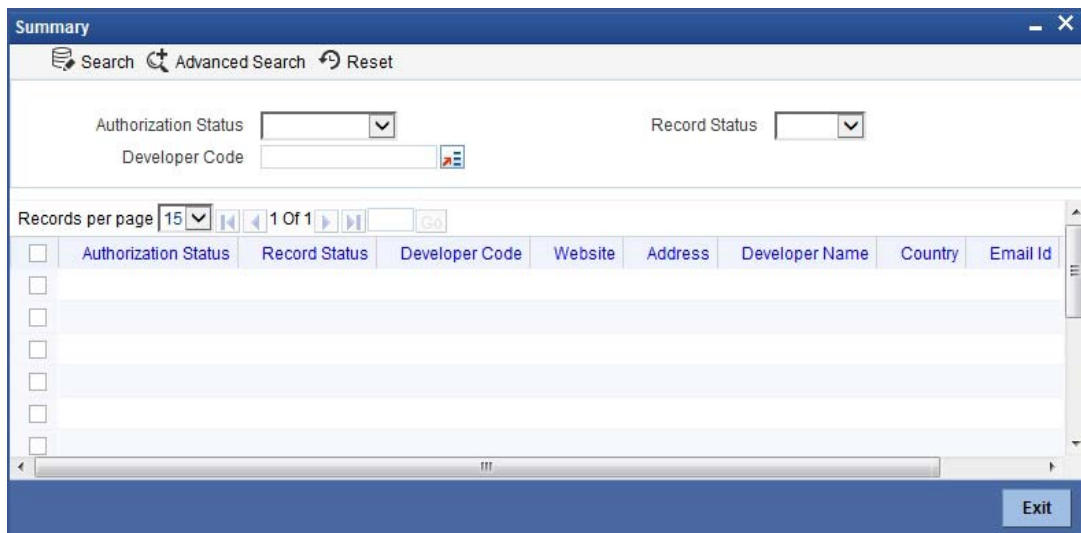 Summary
Search Advanced Search Reset
Authorization Status Record Status
Developer Code
Records per page 15 1 Of 1 Go
Authorization Status Record Status Developer Code Website Address Developer Name Country Email Id
Exit